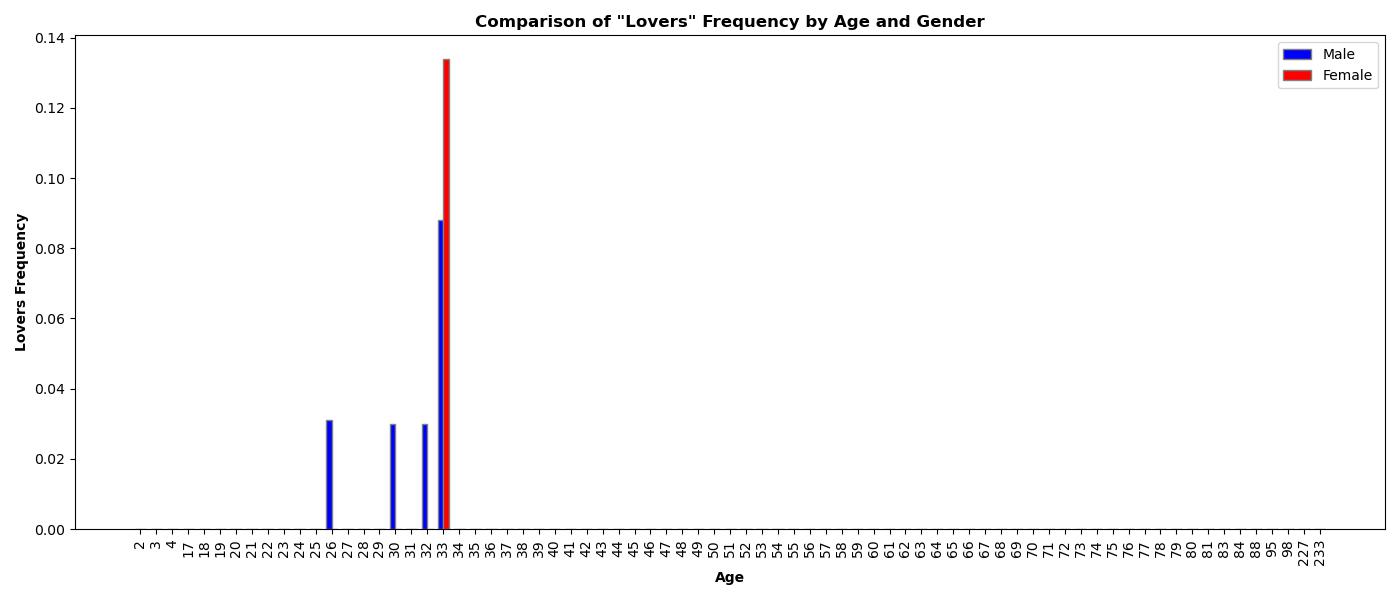 Comparison of "Lovers" Frequency by Age and Gender
Male
Female
0.14
0.12
0.10
0.08
0.06
0.04
0.02
0.00
Lovers Frequency
2 3 4 17 18 19 20 21 22 23 24 25 26 27 28 29 30 31 32 33 34 35 36 37 38 39 40 41 42 43 44 45 46 47 48 49 50 51 52 53 54 55 56 57 58 59 60 61 62 63 64 65 66 67 68 69 70 71 72 73 74 75 76 77 78 79 80 81 83 84 88 95 98 227 233
Age